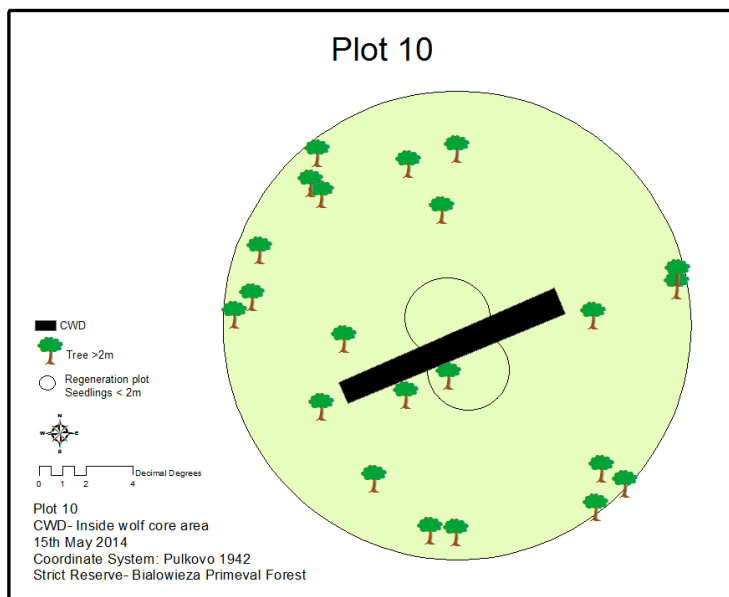 Plot 10
CWD
Tree >2m
Regeneration plot
Seedlings < 2m
N
W E
S
Decimal Degrees
0 1 2 4
Plot 10
CWD- Inside wolf core area
15th May 2014
Coordinate System: Pulkovo 1942
Strict Reserve- Bialowieza Primeval Forest